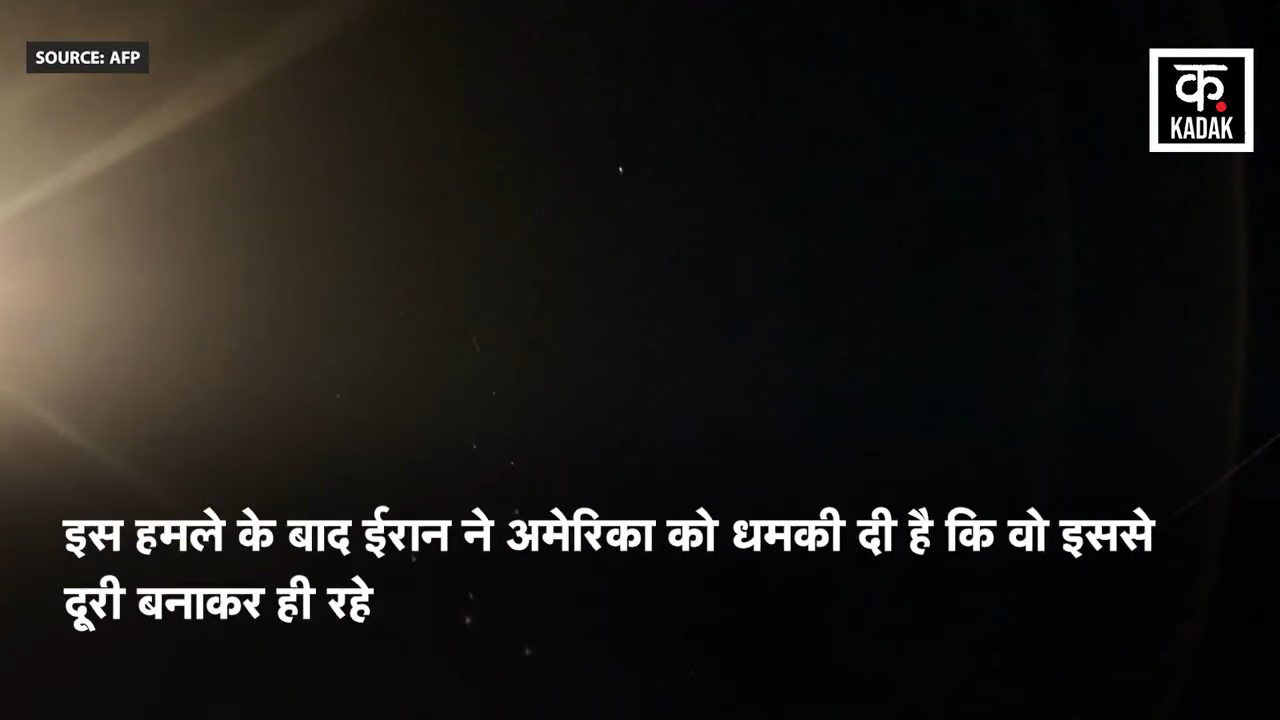 SOURCE: AFP
क.
KADAK
इस हमले के बाद ईरान ने अमेरिका को धमकी दी है कि वो इससे
दूरी बनाकर ही रहे